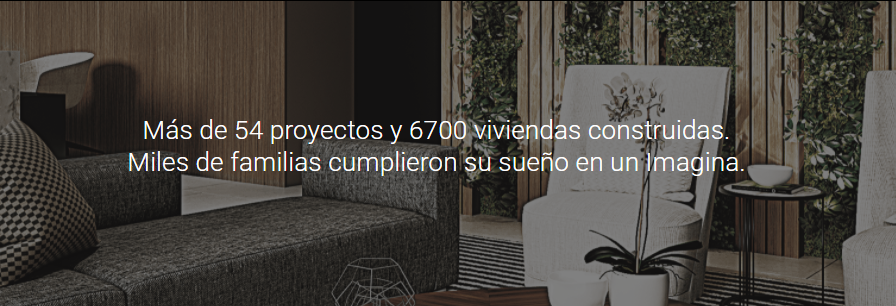 Más de 54 proyectos y 6700 viviendas construidas.
Miles de familias cumplieron su sueño en un Imagina.